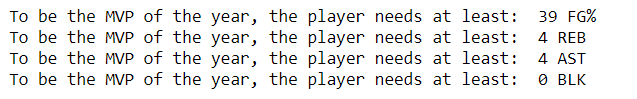 To be the MVP of the year, the player needs at least:  39 FG%
To be the MVP of the year, the player needs at least:  4 REB
To be the MVP of the year, the player needs at least:  4 AST
To be the MVP of the year, the player needs at least:  0 BLK